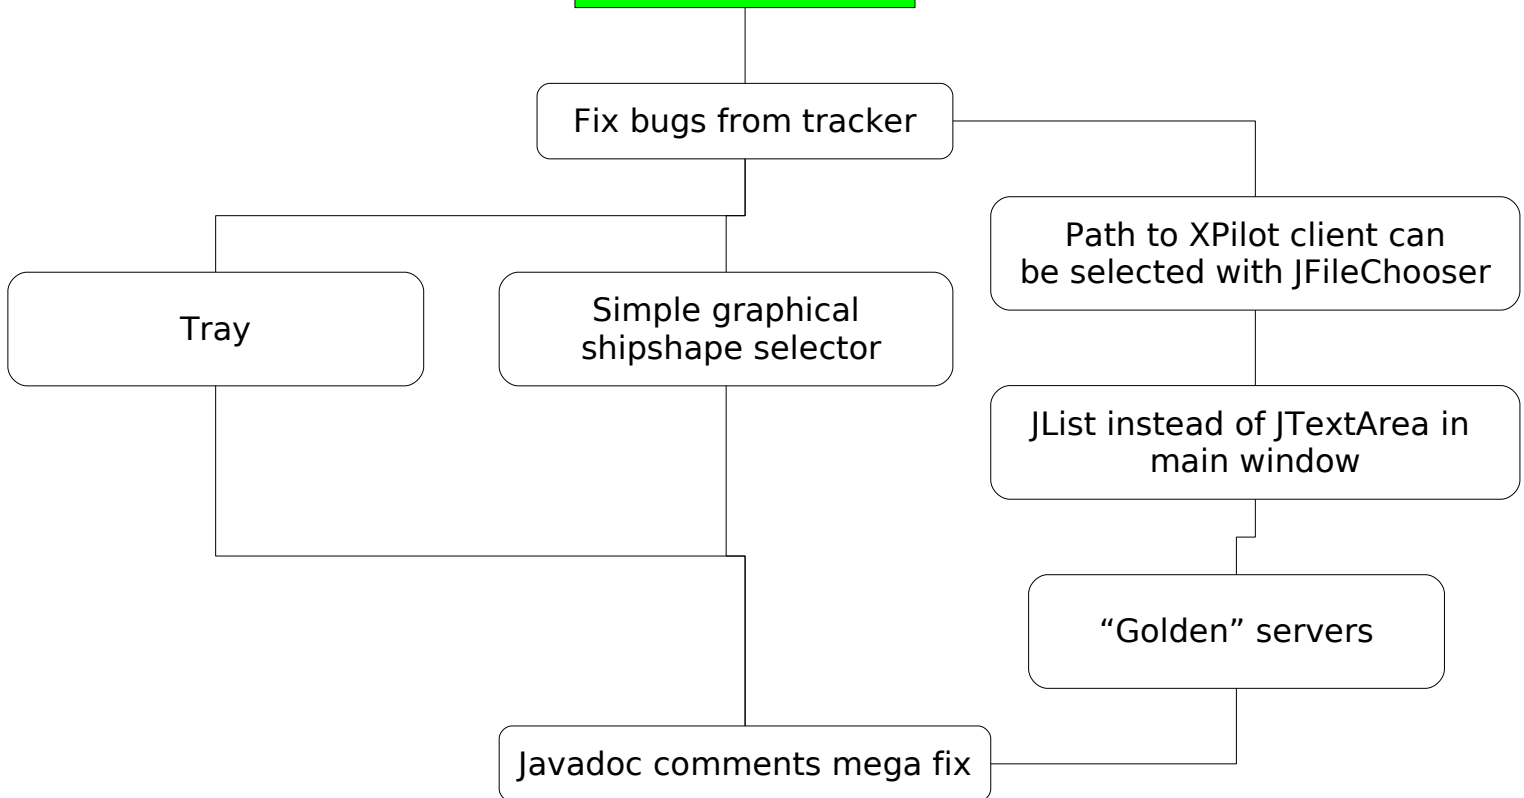 Fix bugs from tracker
Path to XPilot client can
be selected with JFileChooser
Tray
Simple graphical
shipshape selector
JList instead of JTextArea in
main window
“Golden” servers
Javadoc comments mega fix